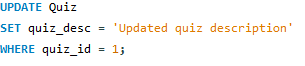 UPDATE Quiz
SET quiz_desc = 'Updated quiz description'
WHERE quiz_id = 1;